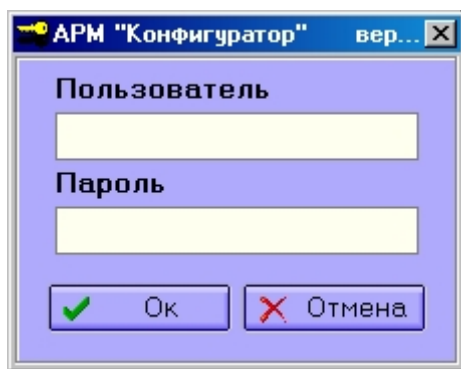 АРМ "Конфигуратор" вер...
Пользователь
Пароль
Ок
Отмена